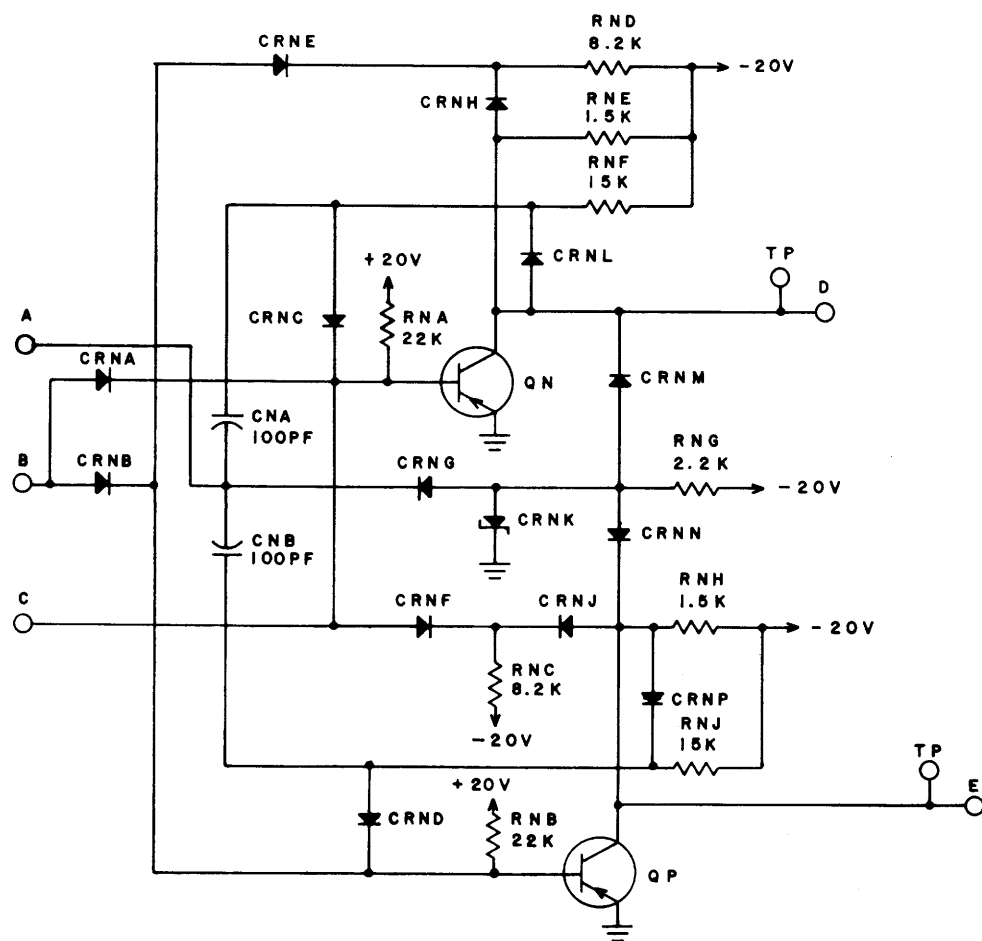 CRNE
RND
8.2K
-20V
CRNH
RNE
1.5K
RNF
15K
+20V
CRNL
TP
D
A
CRNC
RNA
22K
CRNA
QN
CRNM
CNA
100PF
B
CRNB
CRNG
RNG
2.2K
-20V
CRNK
CNB
100PF
CRNN
C
CRNF
CRNJ
RNH
1.5K
-20V
RNC
8.2K
CRNP
-20V
RNJ
15K
TP
E
+20V
CRND
RNB
22K
QP